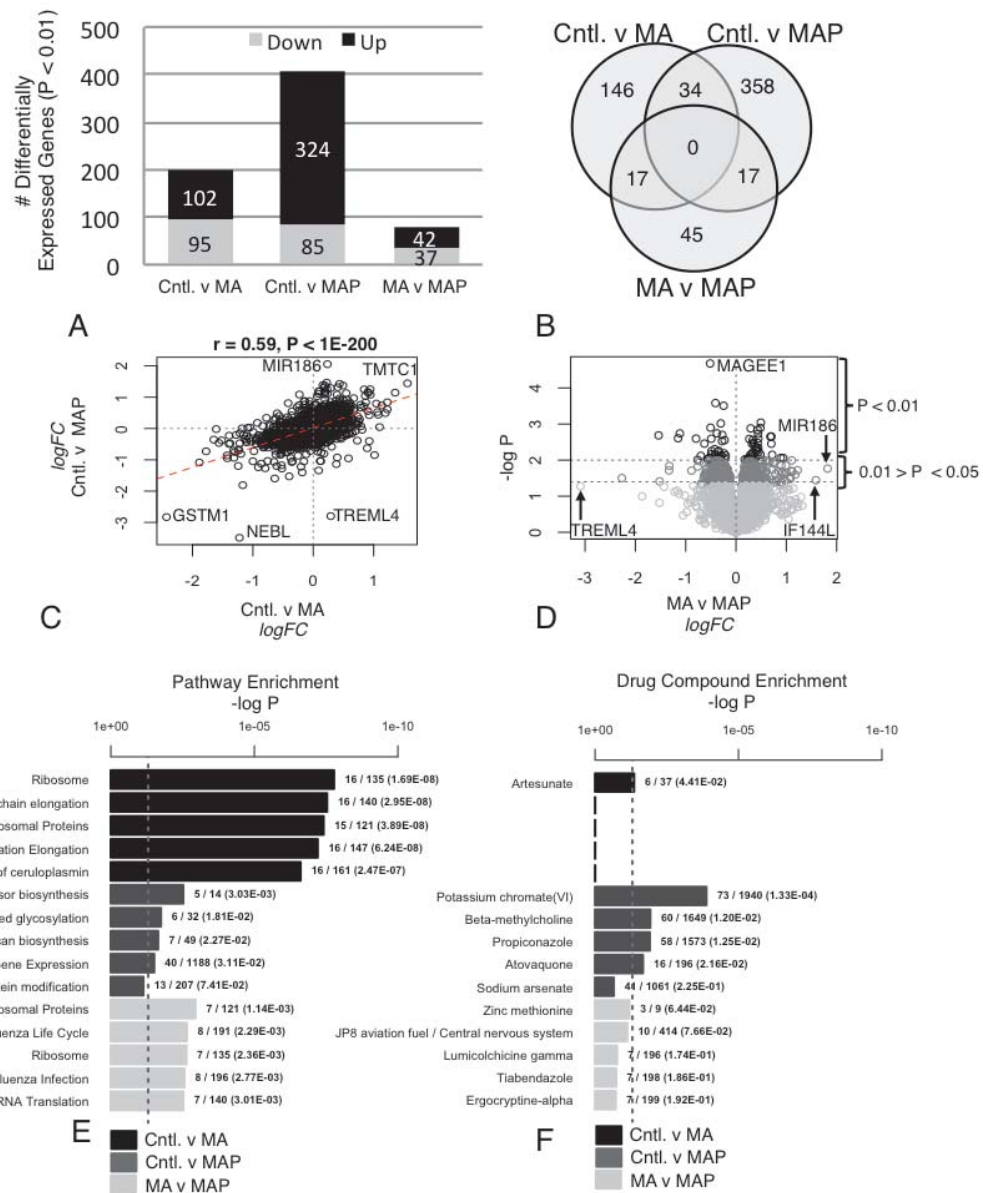 500
400
300
200
100
0
# Differentially
Expressed Genes (P < 0.01)
Down Up
102
95
324
85
42
37
Cntl. v MA Cntl. v MAP MA v MAP
A
Cntl. v MA Cntl. v MAP
146 34 358
0
17 17
45
MA v MAP
B
r = 0.59, P < 1E-200
logFC
Cntl. v MAP
2
1
0
-1
-2
-3
MIR186 TMTC1
GSTM1 TREML4
NEBL
-2 -1 0 1
Cntl. v MA
logFC
C
-log P
4
3
2
1
0
MAGEE1
MIR186
TREML4 IF144L
P < 0.01
0.01 > P < 0.05
-3 -2 -1 0 1 2
MA v MAP
logFC
D
Pathway Enrichment
-log P
1e+00 1e-05 1e-10
Ribosome 16 / 135 (1.69E-08)
chain elongation 16 / 140 (2.95E-08)
osomal Proteins 15 / 121 (3.89E-08)
ation Elongation 16 / 147 (6.24E-08)
of ceruloplasmin 16 / 161 (2.47E-07)
sor biosynthesis 5 / 14 (3.03E-03)
ed glycosylation 6 / 32 (1.81E-02)
can biosynthesis 7 / 49 (2.27E-02)
ene Expression 40 / 1188 (3.11E-02)
ein modification 13 / 207 (7.41E-02)
osomal Proteins 7 / 121 (1.14E-03)
enza Life Cycle 8 / 191 (2.29E-03)
Ribosome 7 / 135 (2.36E-03)
luenza Infection 8 / 196 (2.77E-03)
RNA Translation 7 / 140 (3.01E-03)
E
Cntl. v MA
Cntl. v MAP
MA v MAP
Drug Compound Enrichment
-log P
1e+00 1e-05 1e-10
Artesunate 6 / 37 (4.41E-02)
Potassium chromate(VI) 73 / 1940 (1.33E-04)
Beta-methylcholine 60 / 1649 (1.20E-02)
Propiconazole 58 / 1573 (1.25E-02)
Atovaquone 16 / 196 (2.16E-02)
Sodium arsenate / 1061 (2.25E-01)
Zinc methionine 3 / 9 (6.44E-02)
JP8 aviation fuel / Central nervous system 10 / 414 (7.66E-02)
Lumicolchicine gamma 7 / 196 (1.74E-01)
Tiabendazole 7 / 198 (1.86E-01)
Ergocryptine-alpha 7 / 199 (1.92E-01)
F
Cntl. v MA
Cntl. v MAP
MA v MAP